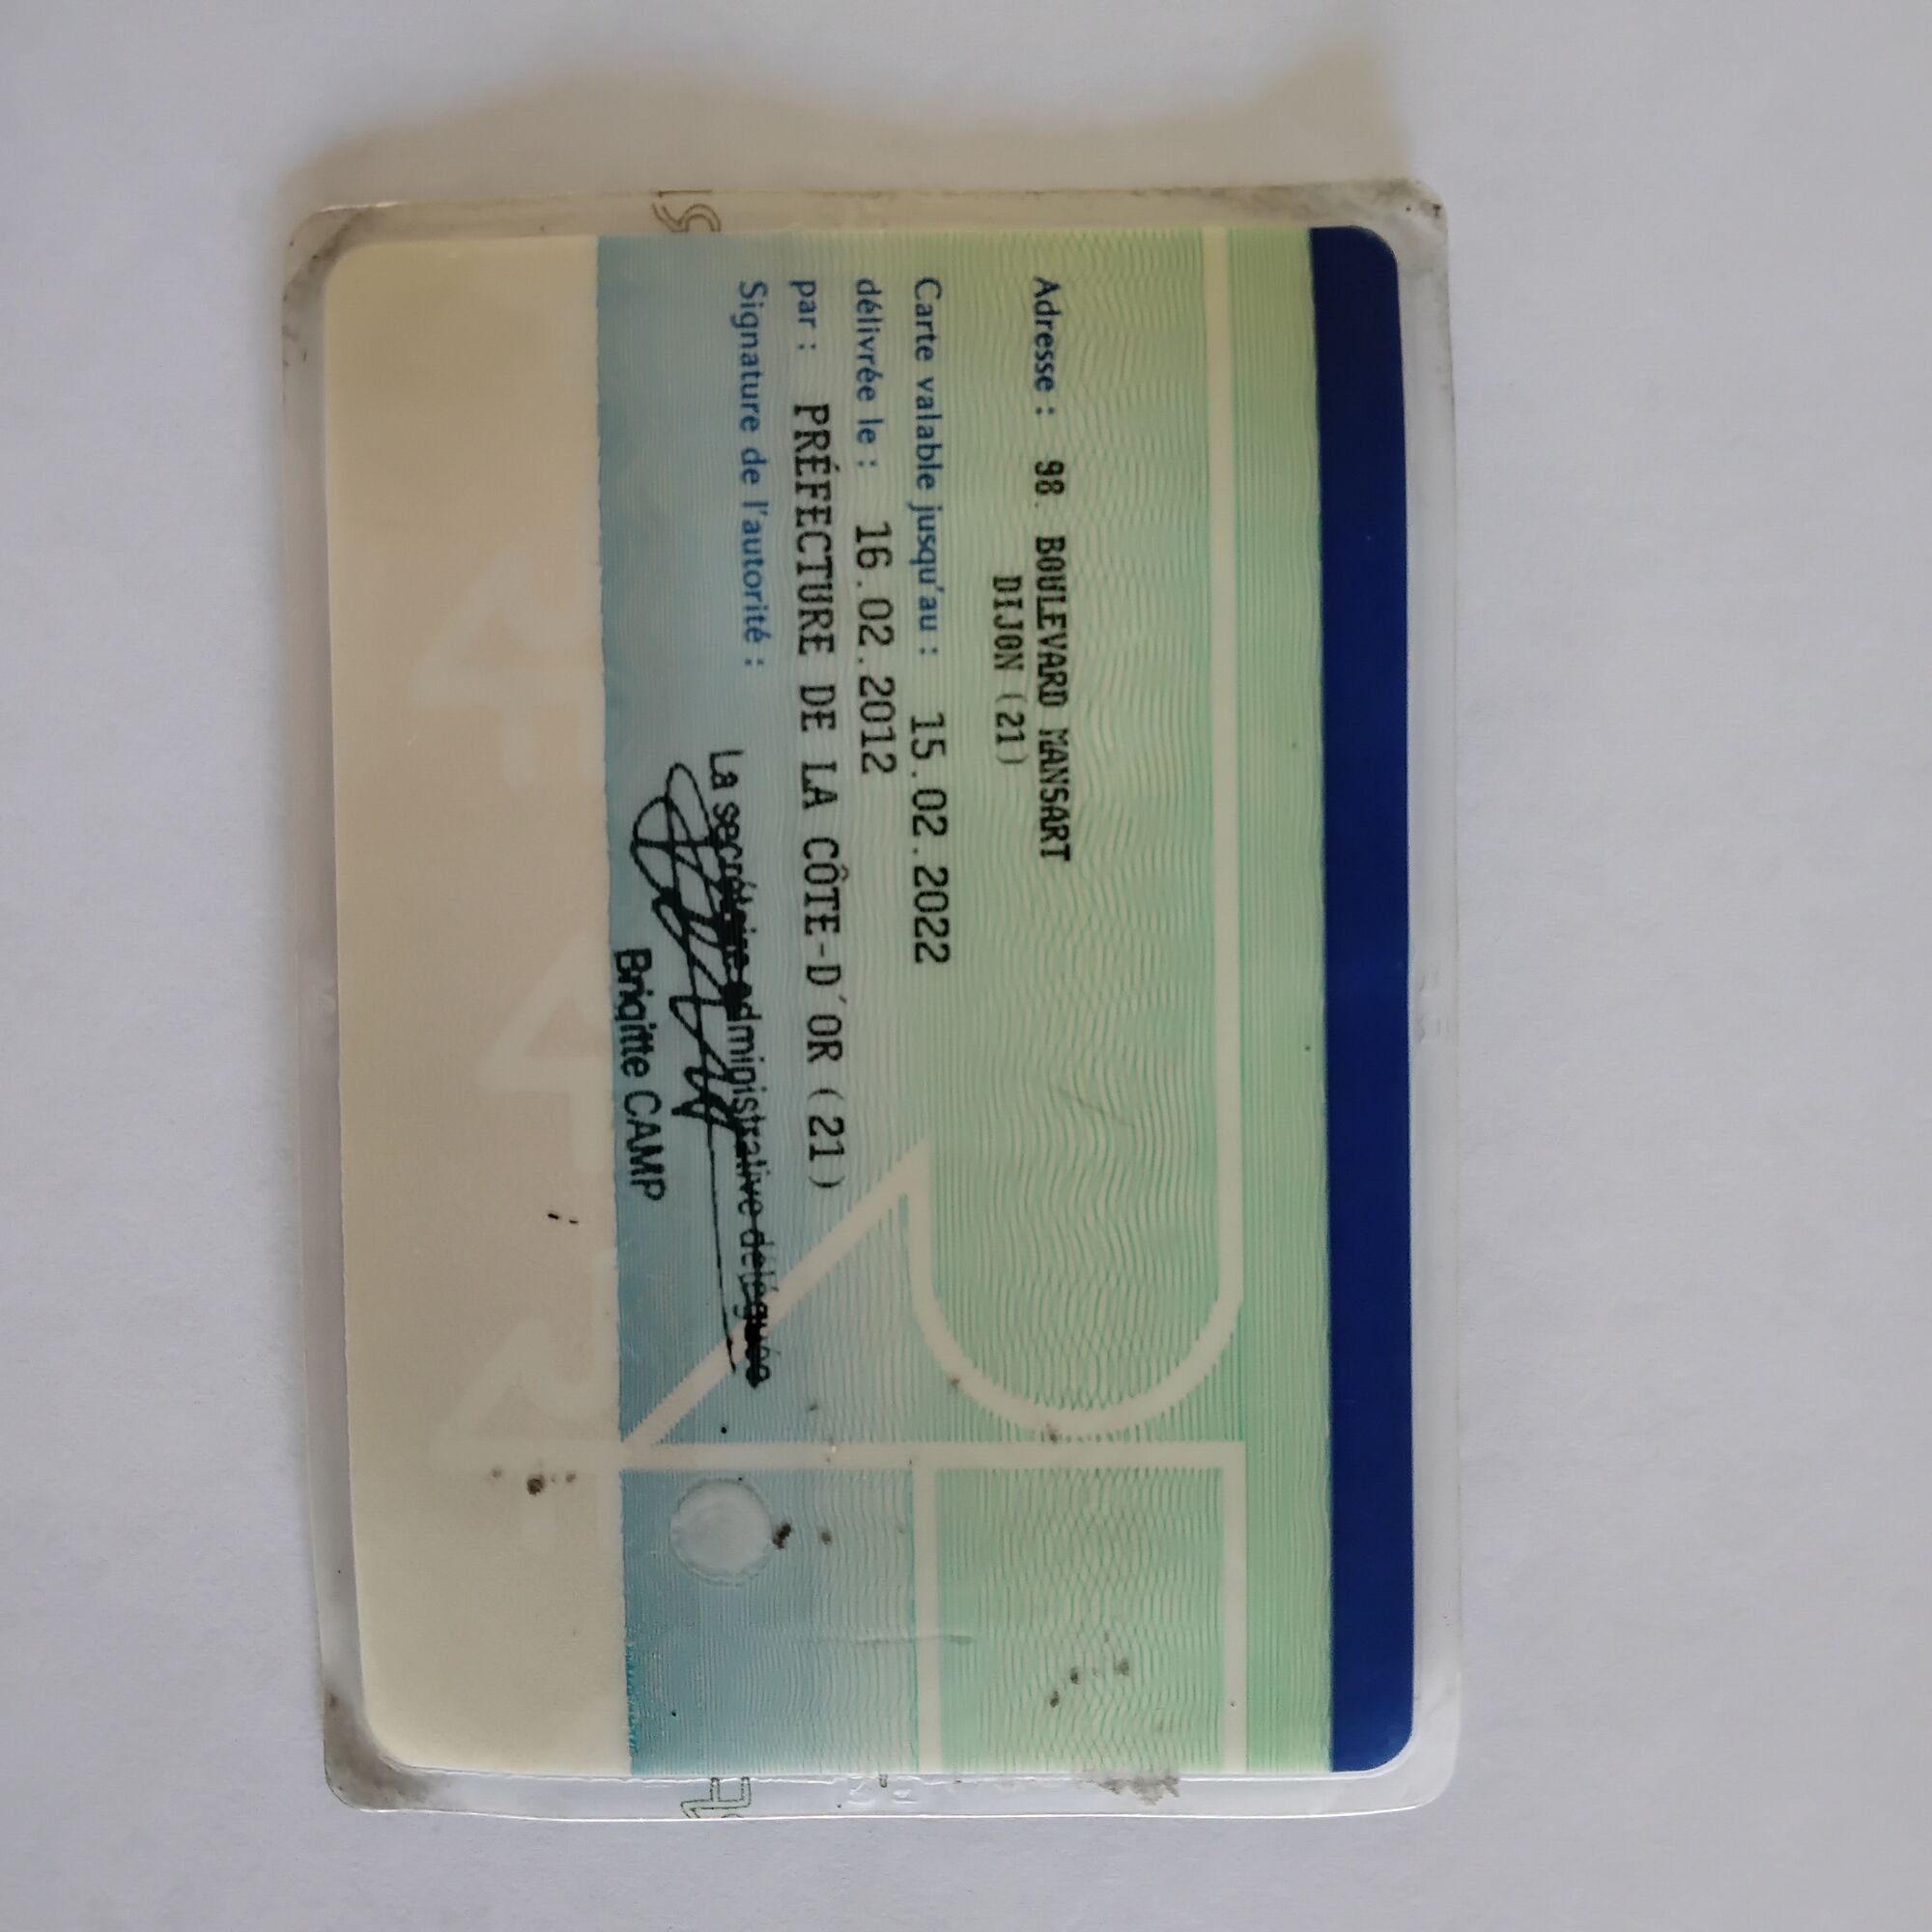 Adresse : 98. BOULEVARD MANSART
DIJON (21)
Carte valable jusqu'au : 15.02.2022
délivrée le : 16.02.2012
par : PRÉFECTURE DE LA CÔTE-D'OR (21)
Signature de l'autorité :
La secrétaire administrative déléguée
Brigitte CAMP